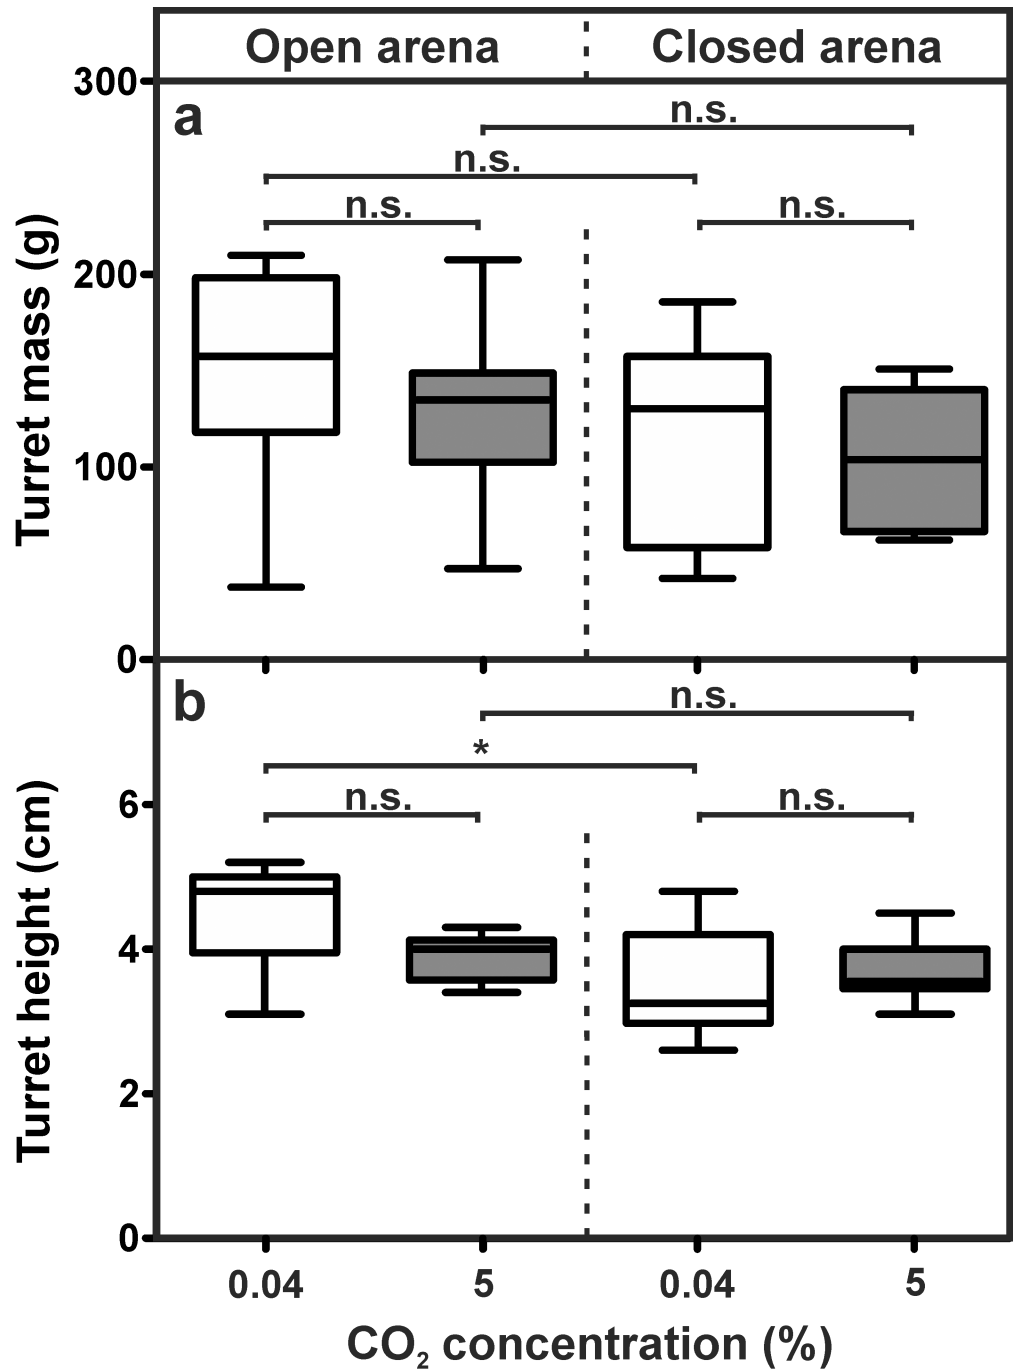 Open arena Closed arena
300
a
n.s.
n.s.
n.s. n.s.
200
Turret mass (g)
100
0
b
n.s.
*
n.s. n.s.
6
Turret height (cm)
4
2
0
0.04 5 0.04 5
CO₂ concentration (%)